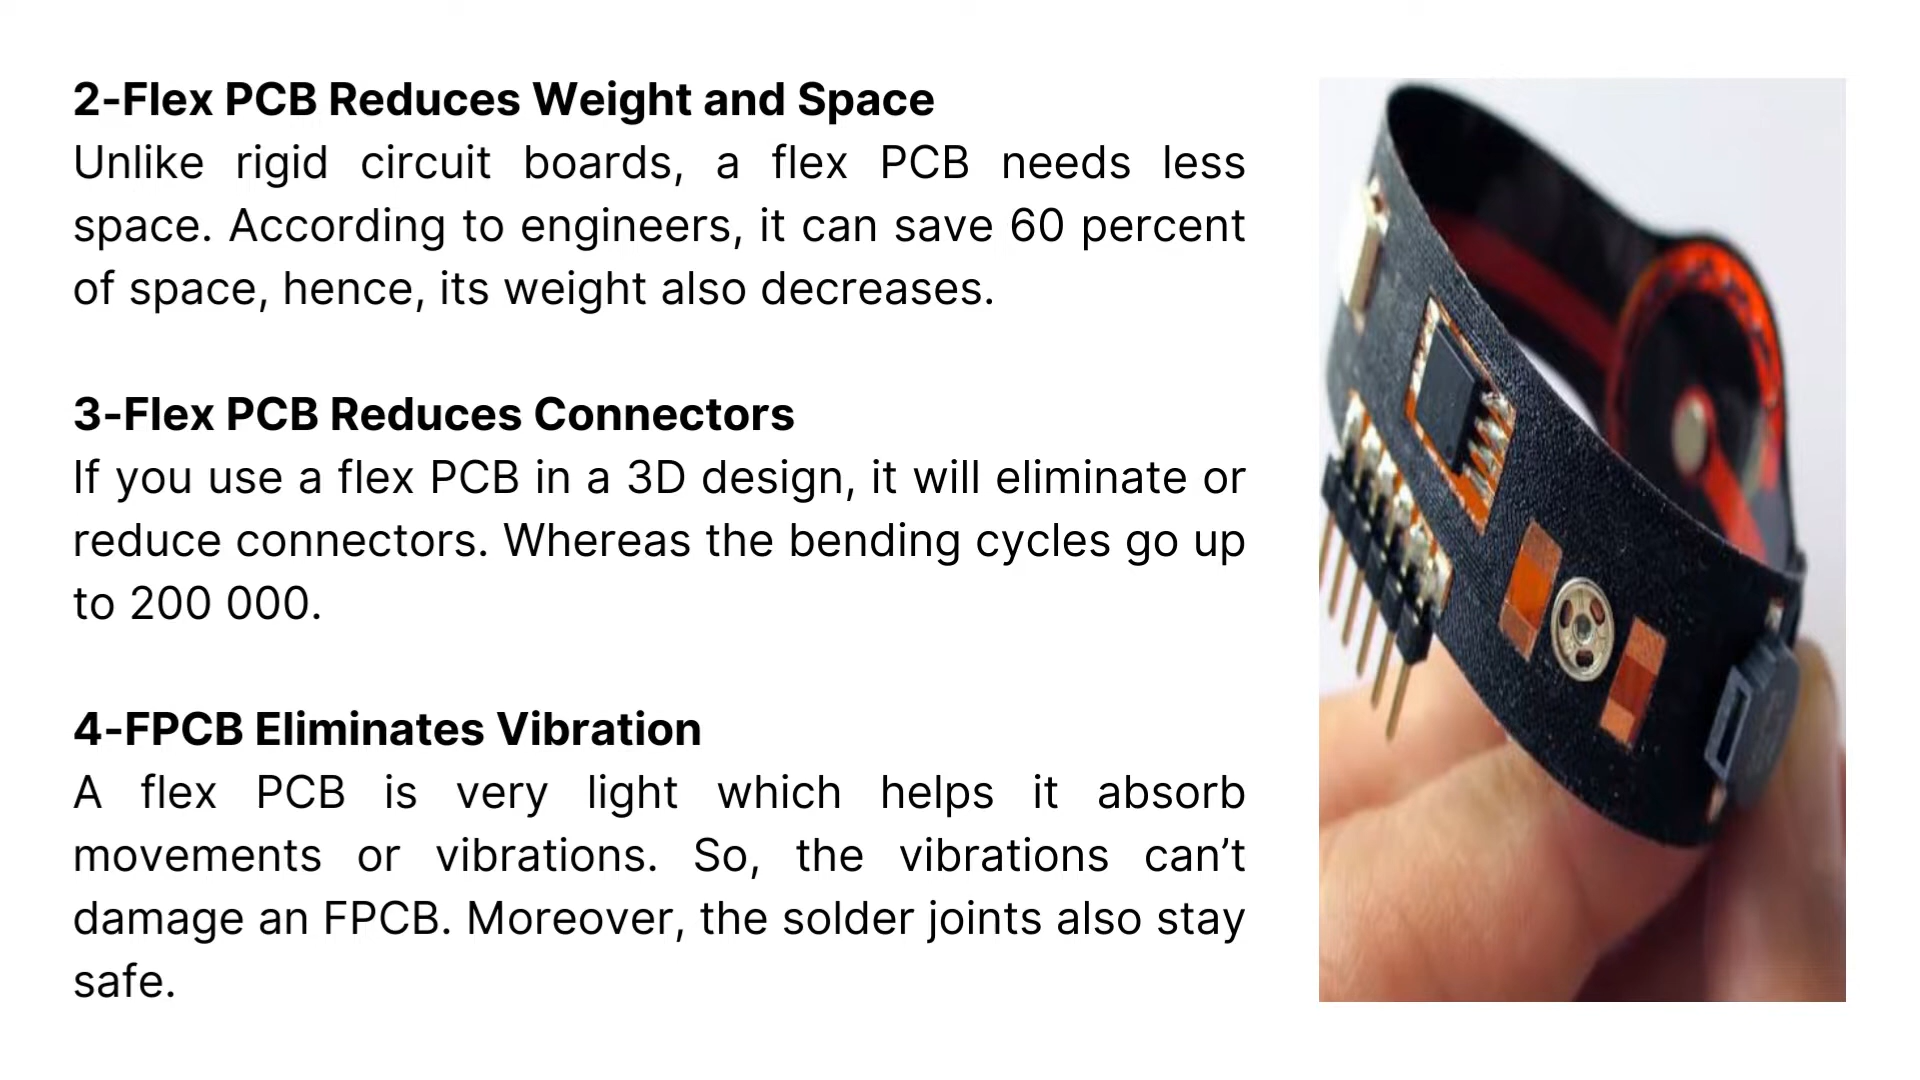 2-Flex PCB Reduces Weight and Space
Unlike rigid circuit boards, a flex PCB needs less
space. According to engineers, it can save 60 percent
of space, hence, its weight also decreases.
3-Flex PCB Reduces Connectors
If you use a flex PCB in a 3D design, it will eliminate or
reduce connectors. Whereas the bending cycles go up
to 200 000.
4-FPCB Eliminates Vibration
A flex PCB is very light which helps it absorb
movements or vibrations. So, the vibrations can’t
damage an FPCB. Moreover, the solder joints also stay
safe.